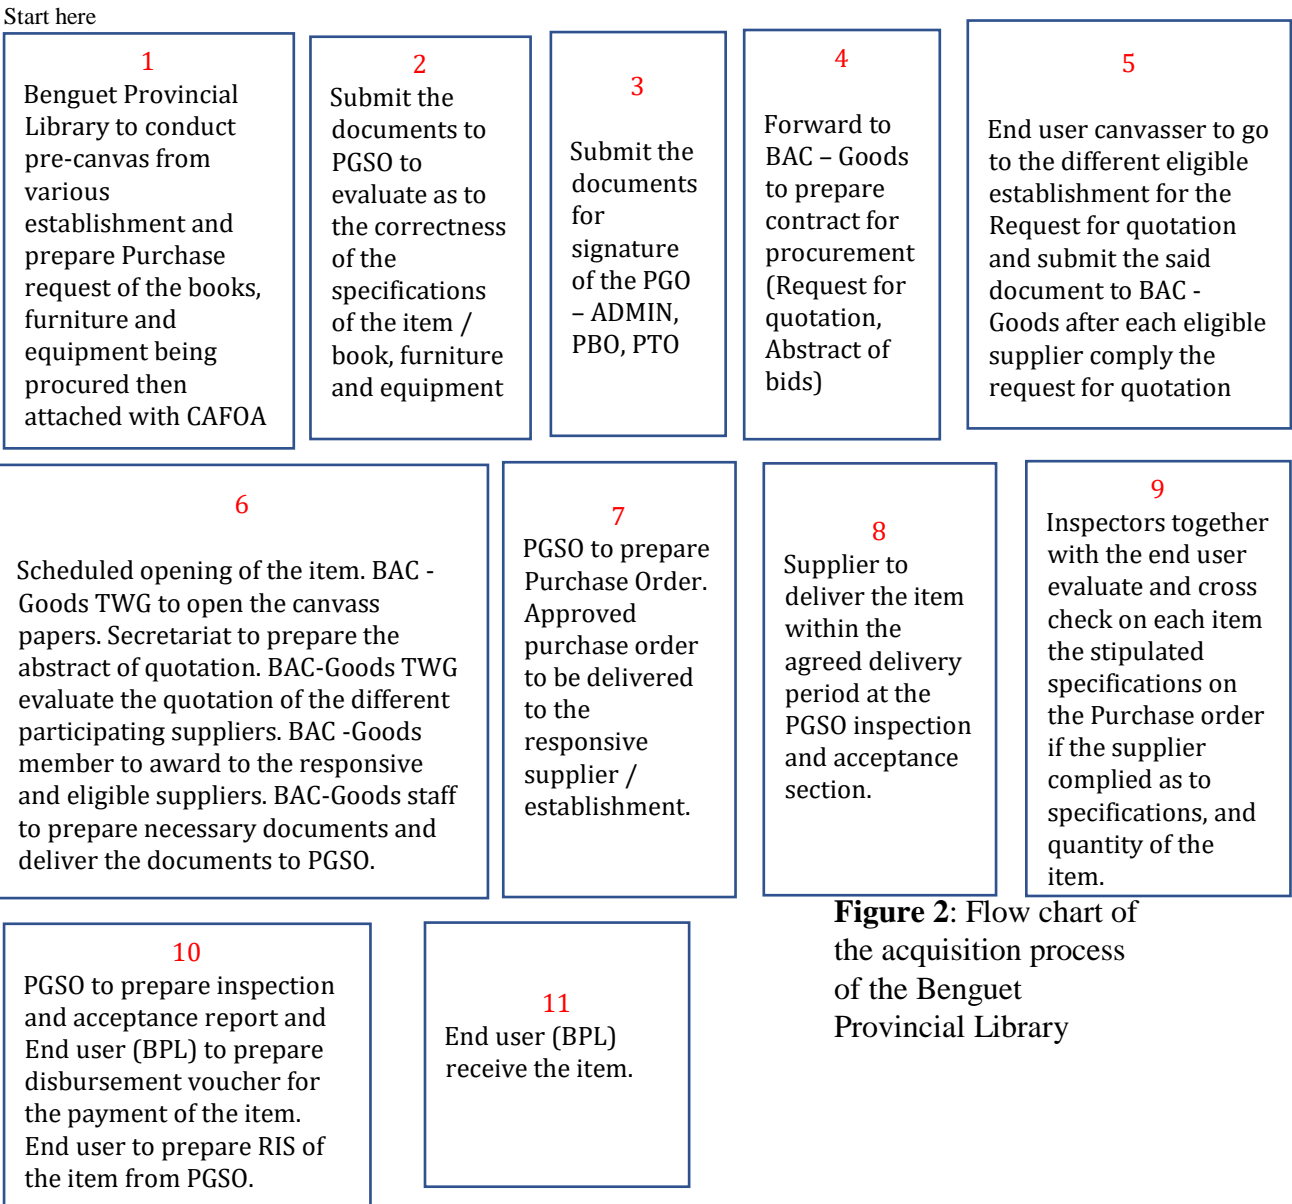 Start here
1
Benguet Provincial
Library to conduct
pre-canvas from
various
establishment and
prepare Purchase
request of the books,
furniture and
equipment being
procured then
attached with CAFOA
2
Submit the
documents to
PGSO to
evaluate as to
the correctness
of the
specifications
of the item /
book, furniture
and equipment
3
Submit the
documents
for
signature
of the PGO
– ADMIN,
PBO, PTO
4
Forward to
BAC – Goods
to prepare
contract for
procurement
(Request for
quotation,
Abstract of
bids)
5
End user canvasser to go
to the different eligible
establishment for the
Request for quotation
and submit the said
document to BAC -
Goods after each eligible
supplier comply the
request for quotation
6
Scheduled opening of the item. BAC -
Goods TWG to open the canvass
papers. Secretariat to prepare the
abstract of quotation. BAC-Goods TWG
evaluate the quotation of the different
participating suppliers. BAC -Goods
member to award to the responsive
and eligible suppliers. BAC-Goods staff
to prepare necessary documents and
deliver the documents to PGSO.
7
PGSO to prepare
Purchase Order.
Approved
purchase order
to be delivered
to the
responsive
supplier /
establishment.
8
Supplier to
deliver the item
within the
agreed delivery
period at the
PGSO inspection
and acceptance
section.
9
Inspectors together
with the end user
evaluate and cross
check on each item
the stipulated
specifications on
the Purchase order
if the supplier
complied as to
specifications, and
quantity of the
item.
10
PGSO to prepare inspection
and acceptance report and
End user (BPL) to prepare
disbursement voucher for
the payment of the item.
End user to prepare RIS of
the item from PGSO.
11
End user (BPL)
receive the item.
Figure 2: Flow chart of
the acquisition process
of the Benguet
Provincial Library